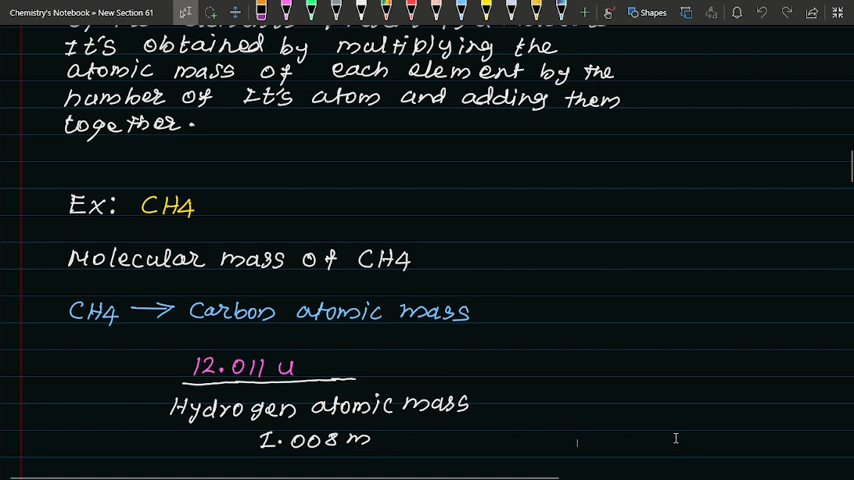 Chemistry's Notebook » New Section 61
Shapes
It's obtained by multiplying the
atomic mass of each element by the
number of It's atom and adding them
together.
Ex: CH4
Molecular mass of CH4
CH4 → Carbon atomic mass
12.011 u
Hydrogen atomic mass
1.008 m